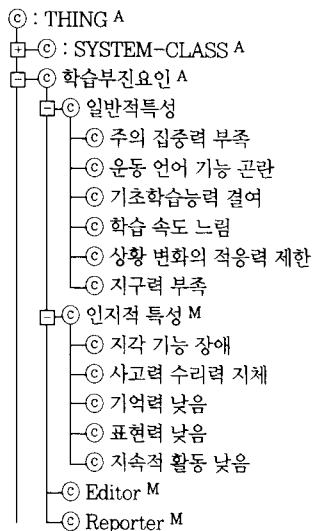 Ⓒ : THING A
Ⓒ : SYSTEM-CLASS A
Ⓒ 학습부진요인 A
Ⓒ 일반적특성
Ⓒ 주의 집중력 부족
Ⓒ 운동 언어 기능 곤란
Ⓒ 기초학습능력 결여
Ⓒ 학습 속도 느림
Ⓒ 상황 변화의 적응력 제한
Ⓒ 지구력 부족
Ⓒ 인지적 특성 M
Ⓒ 지각 기능 장애
Ⓒ 사고력 수리력 지체
Ⓒ 기억력 낮음
Ⓒ 표현력 낮음
Ⓒ 지속적 활동 낮음
Ⓒ Editor M
Ⓒ Reporter M